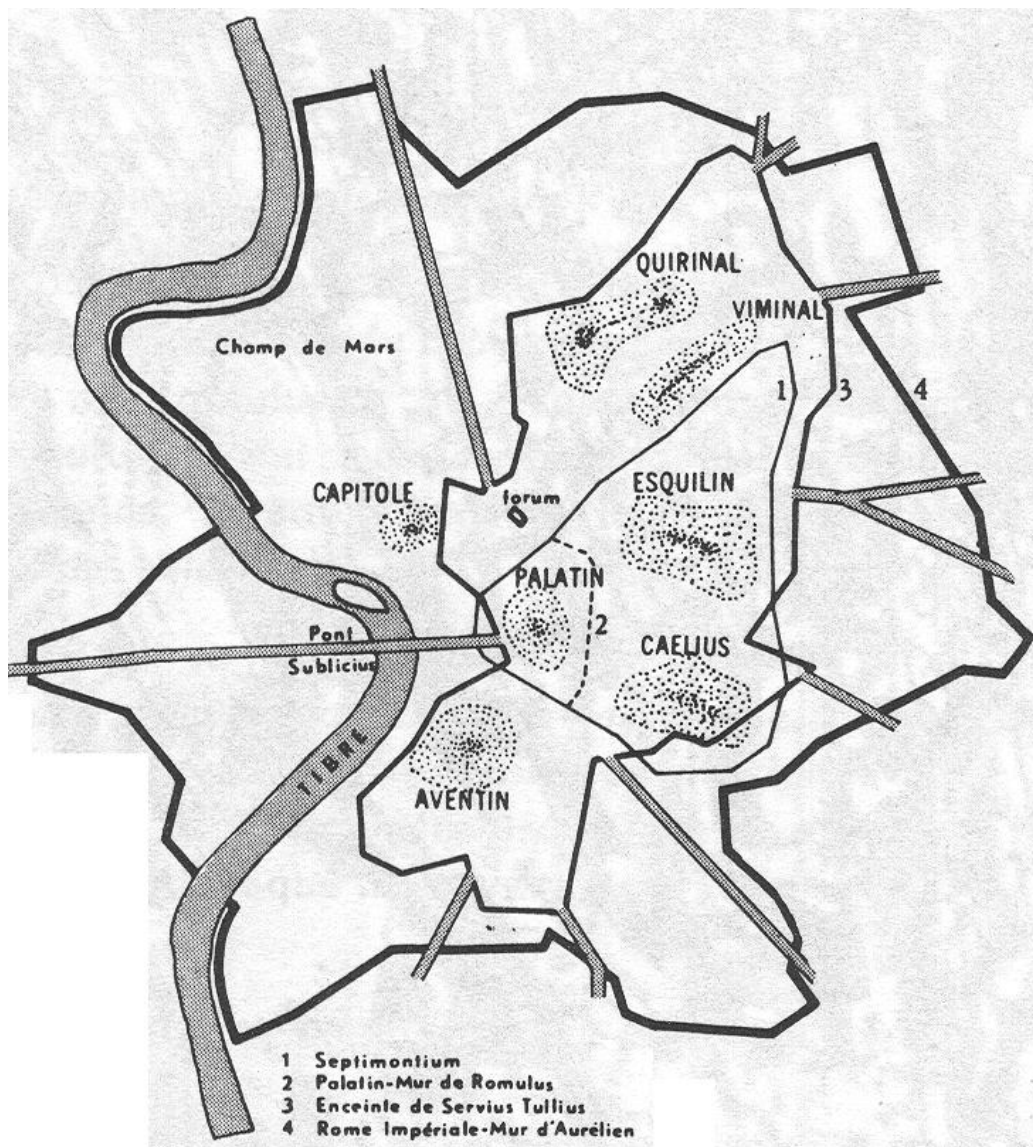 QUIRINAL
VIMINAL
Champ de Mars
1
3
4
CAPITOLE
forum
ESQUILIN
PALATIN
2
Pont
Sublicius
CAELIUS
TIBRE
AVENTIN
1 Septimontium
2 Palatin-Mur de Romulus
3 Enceinte de Servius Tullius
4 Rome Impériale-Mur d'Aurélien